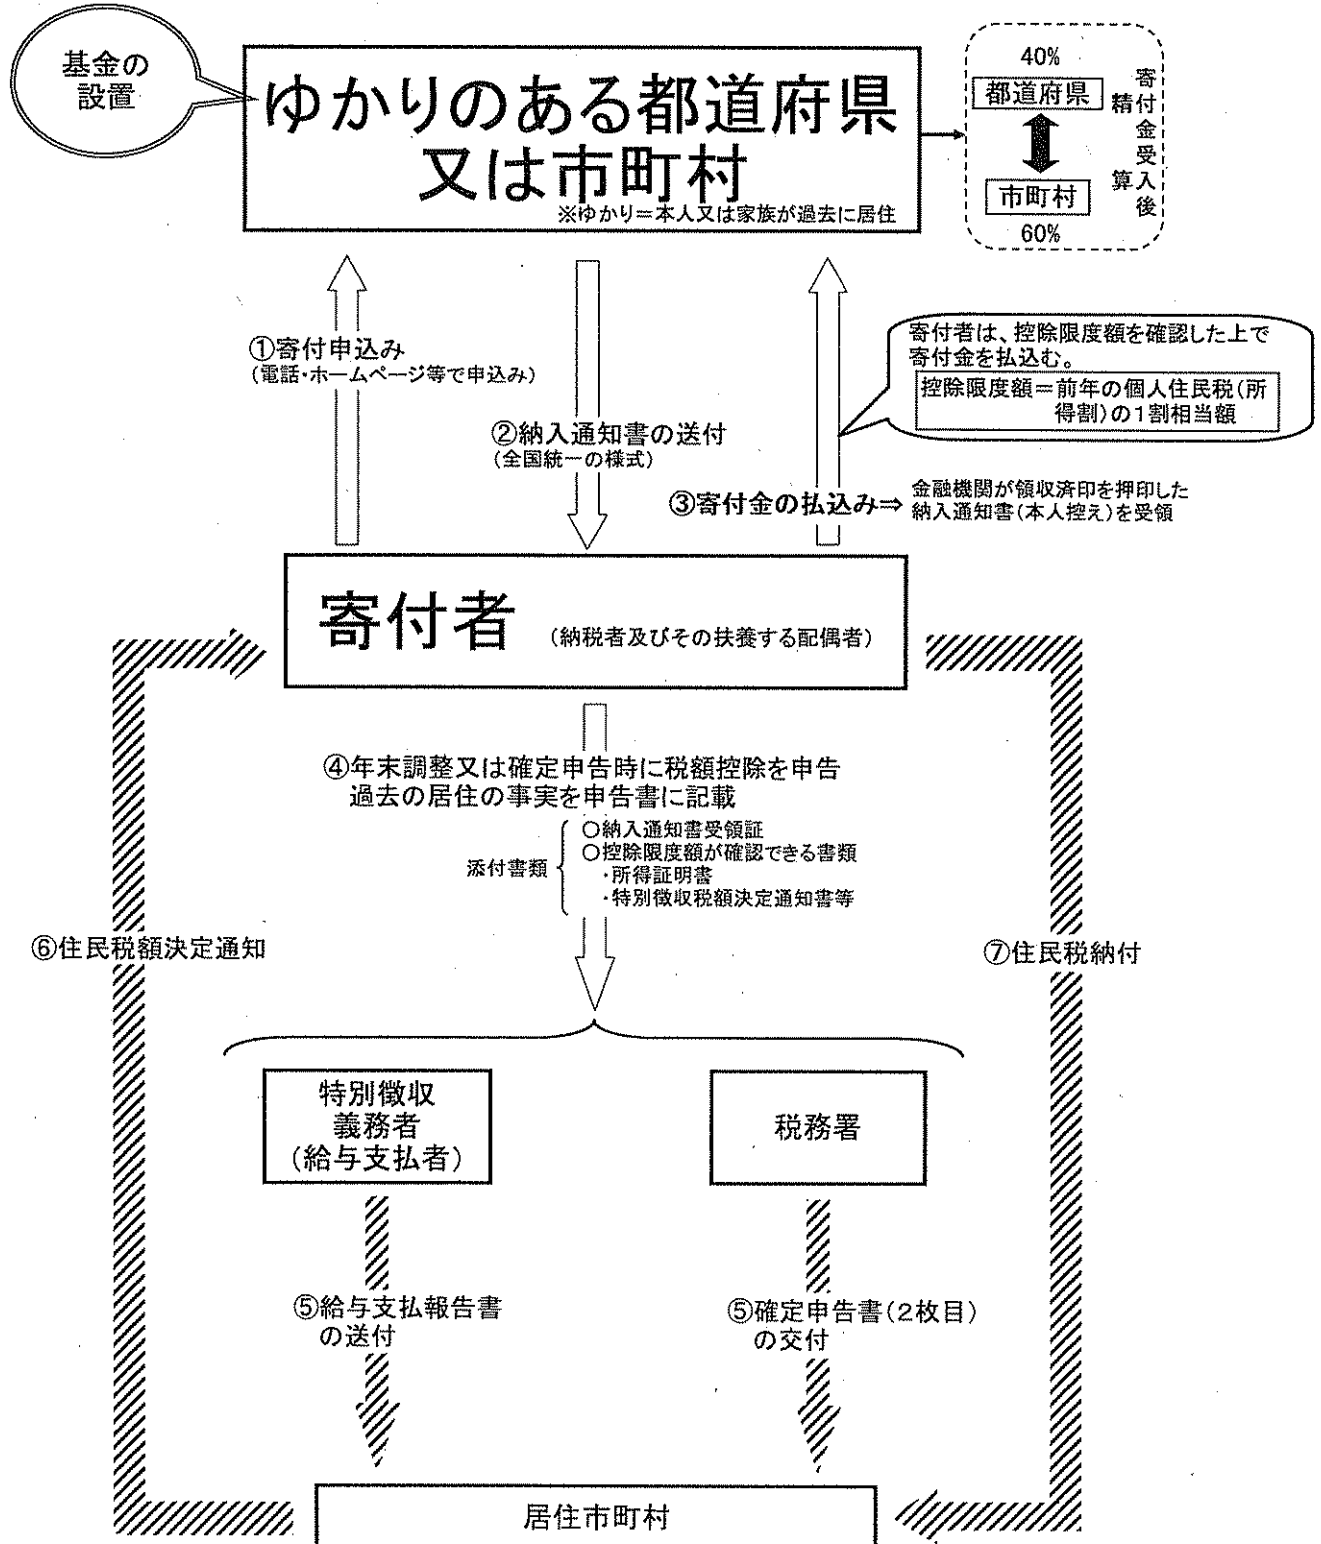 基金の
設置
ゆかりのある都道府県
又は市町村
※ゆかり＝本人又は家族が過去に居住
40%
都道府県
市町村
60%
寄付金受入後
精算
①寄付申込み
(電話・ホームページ等で申込み)
②納入通知書の送付
(全国統一の様式)
寄付者は、控除限度額を確認した上で
寄付金を払込む。
控除限度額＝前年の個人住民税(所
得割)の１割相当額
③寄付金の払込み⇒
金融機関が領収済印を押印した
納入通知書(本人控え)を受領
寄付者 (納税者及びその扶養する配偶者)
④年末調整又は確定申告時に税額控除を申告
過去の居住の事実を申告書に記載
添付書類
○納入通知書受領証
○控除限度額が確認できる書類
・所得証明書
・特別徴収税額決定通知書等
⑥住民税額決定通知
⑦住民税納付
特別徴収
義務者
(給与支払者)
税務署
⑤給与支払報告書
の送付
⑤確定申告書(２枚目)
の交付
居住市町村